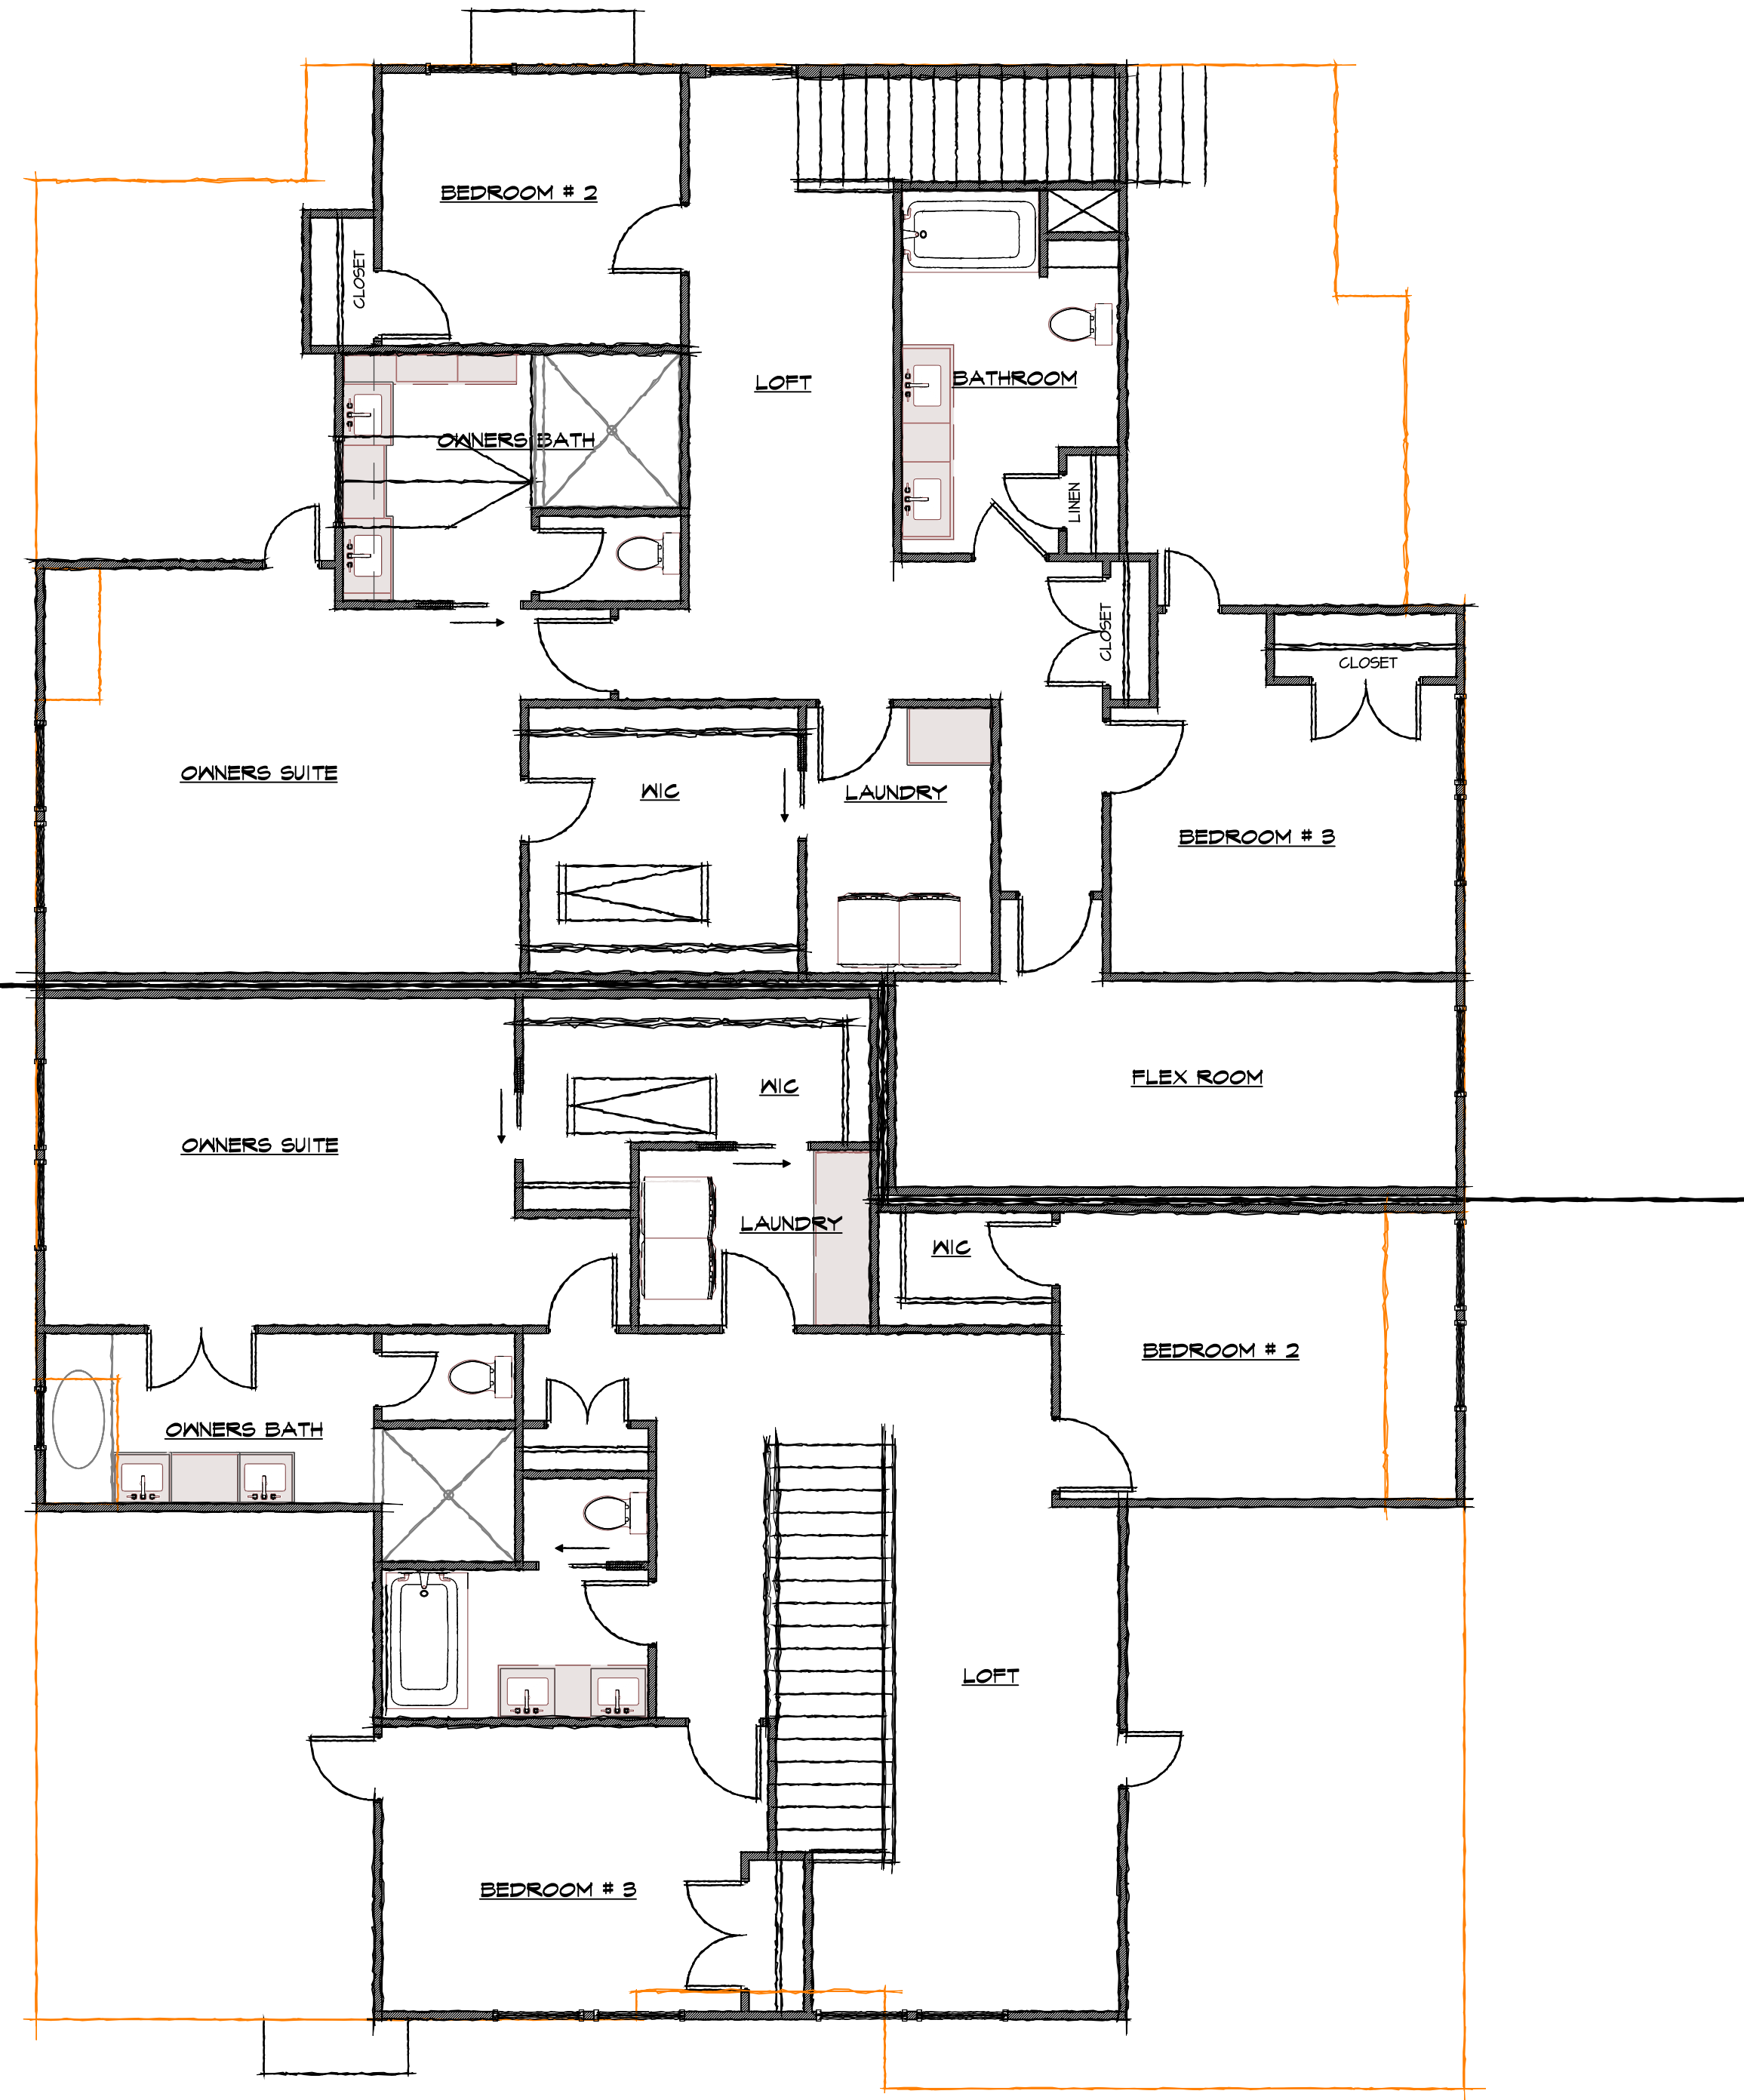 BEDROOM # 2
CLOSET
LOFT
BATHROOM
OWNERS BATH
LINEN
CLOSET
CLOSET
OWNERS SUITE
WIC
LAUNDRY
BEDROOM # 3
FLEX ROOM
WIC
OWNERS SUITE
LAUNDRY
WIC
BEDROOM # 2
OWNERS BATH
LOFT
BEDROOM # 3